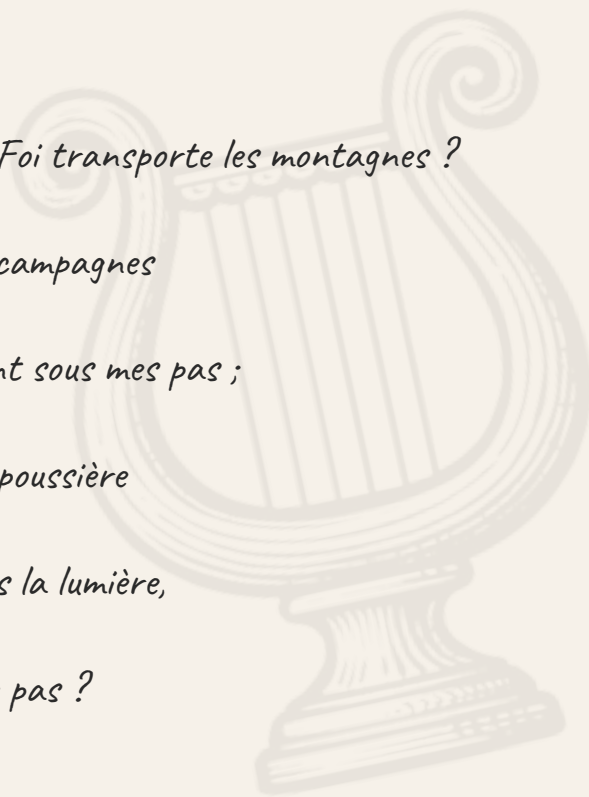 Foi transporte les montagnes ?
campagnes
nt sous mes pas ;
poussière
s la lumière,
pas ?